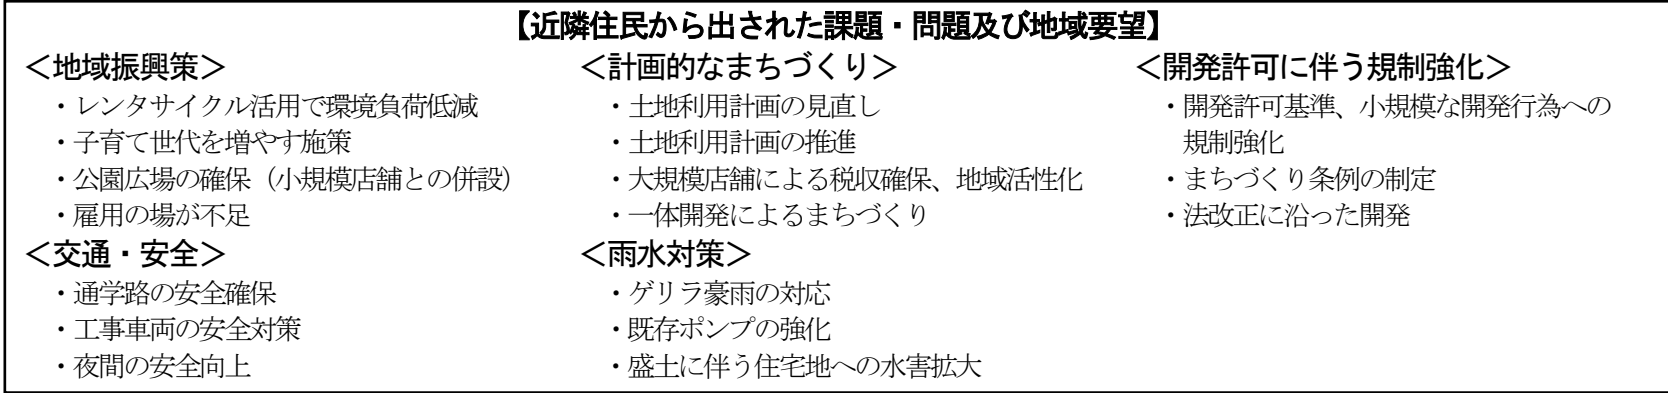 【近隣住民から出された課題・問題及び地域要望】
＜地域振興策＞
・レンタサイクル活用で環境負荷低減
・子育て世代を増やす施策
・公園広場の確保（小規模店舗との併設）
・雇用の場が不足
＜計画的なまちづくり＞
・土地利用計画の見直し
・土地利用計画の推進
・大規模店舗による税収確保、地域活性化
・一体開発によるまちづくり
＜開発許可に伴う規制強化＞
・開発許可基準、小規模な開発行為への
規制強化
・まちづくり条例の制定
・法改正に沿った開発
＜交通・安全＞
・通学路の安全確保
・工事車両の安全対策
・夜間の安全向上
＜雨水対策＞
・ゲリラ豪雨の対応
・既存ポンプの強化
・盛土に伴う住宅地への水害拡大